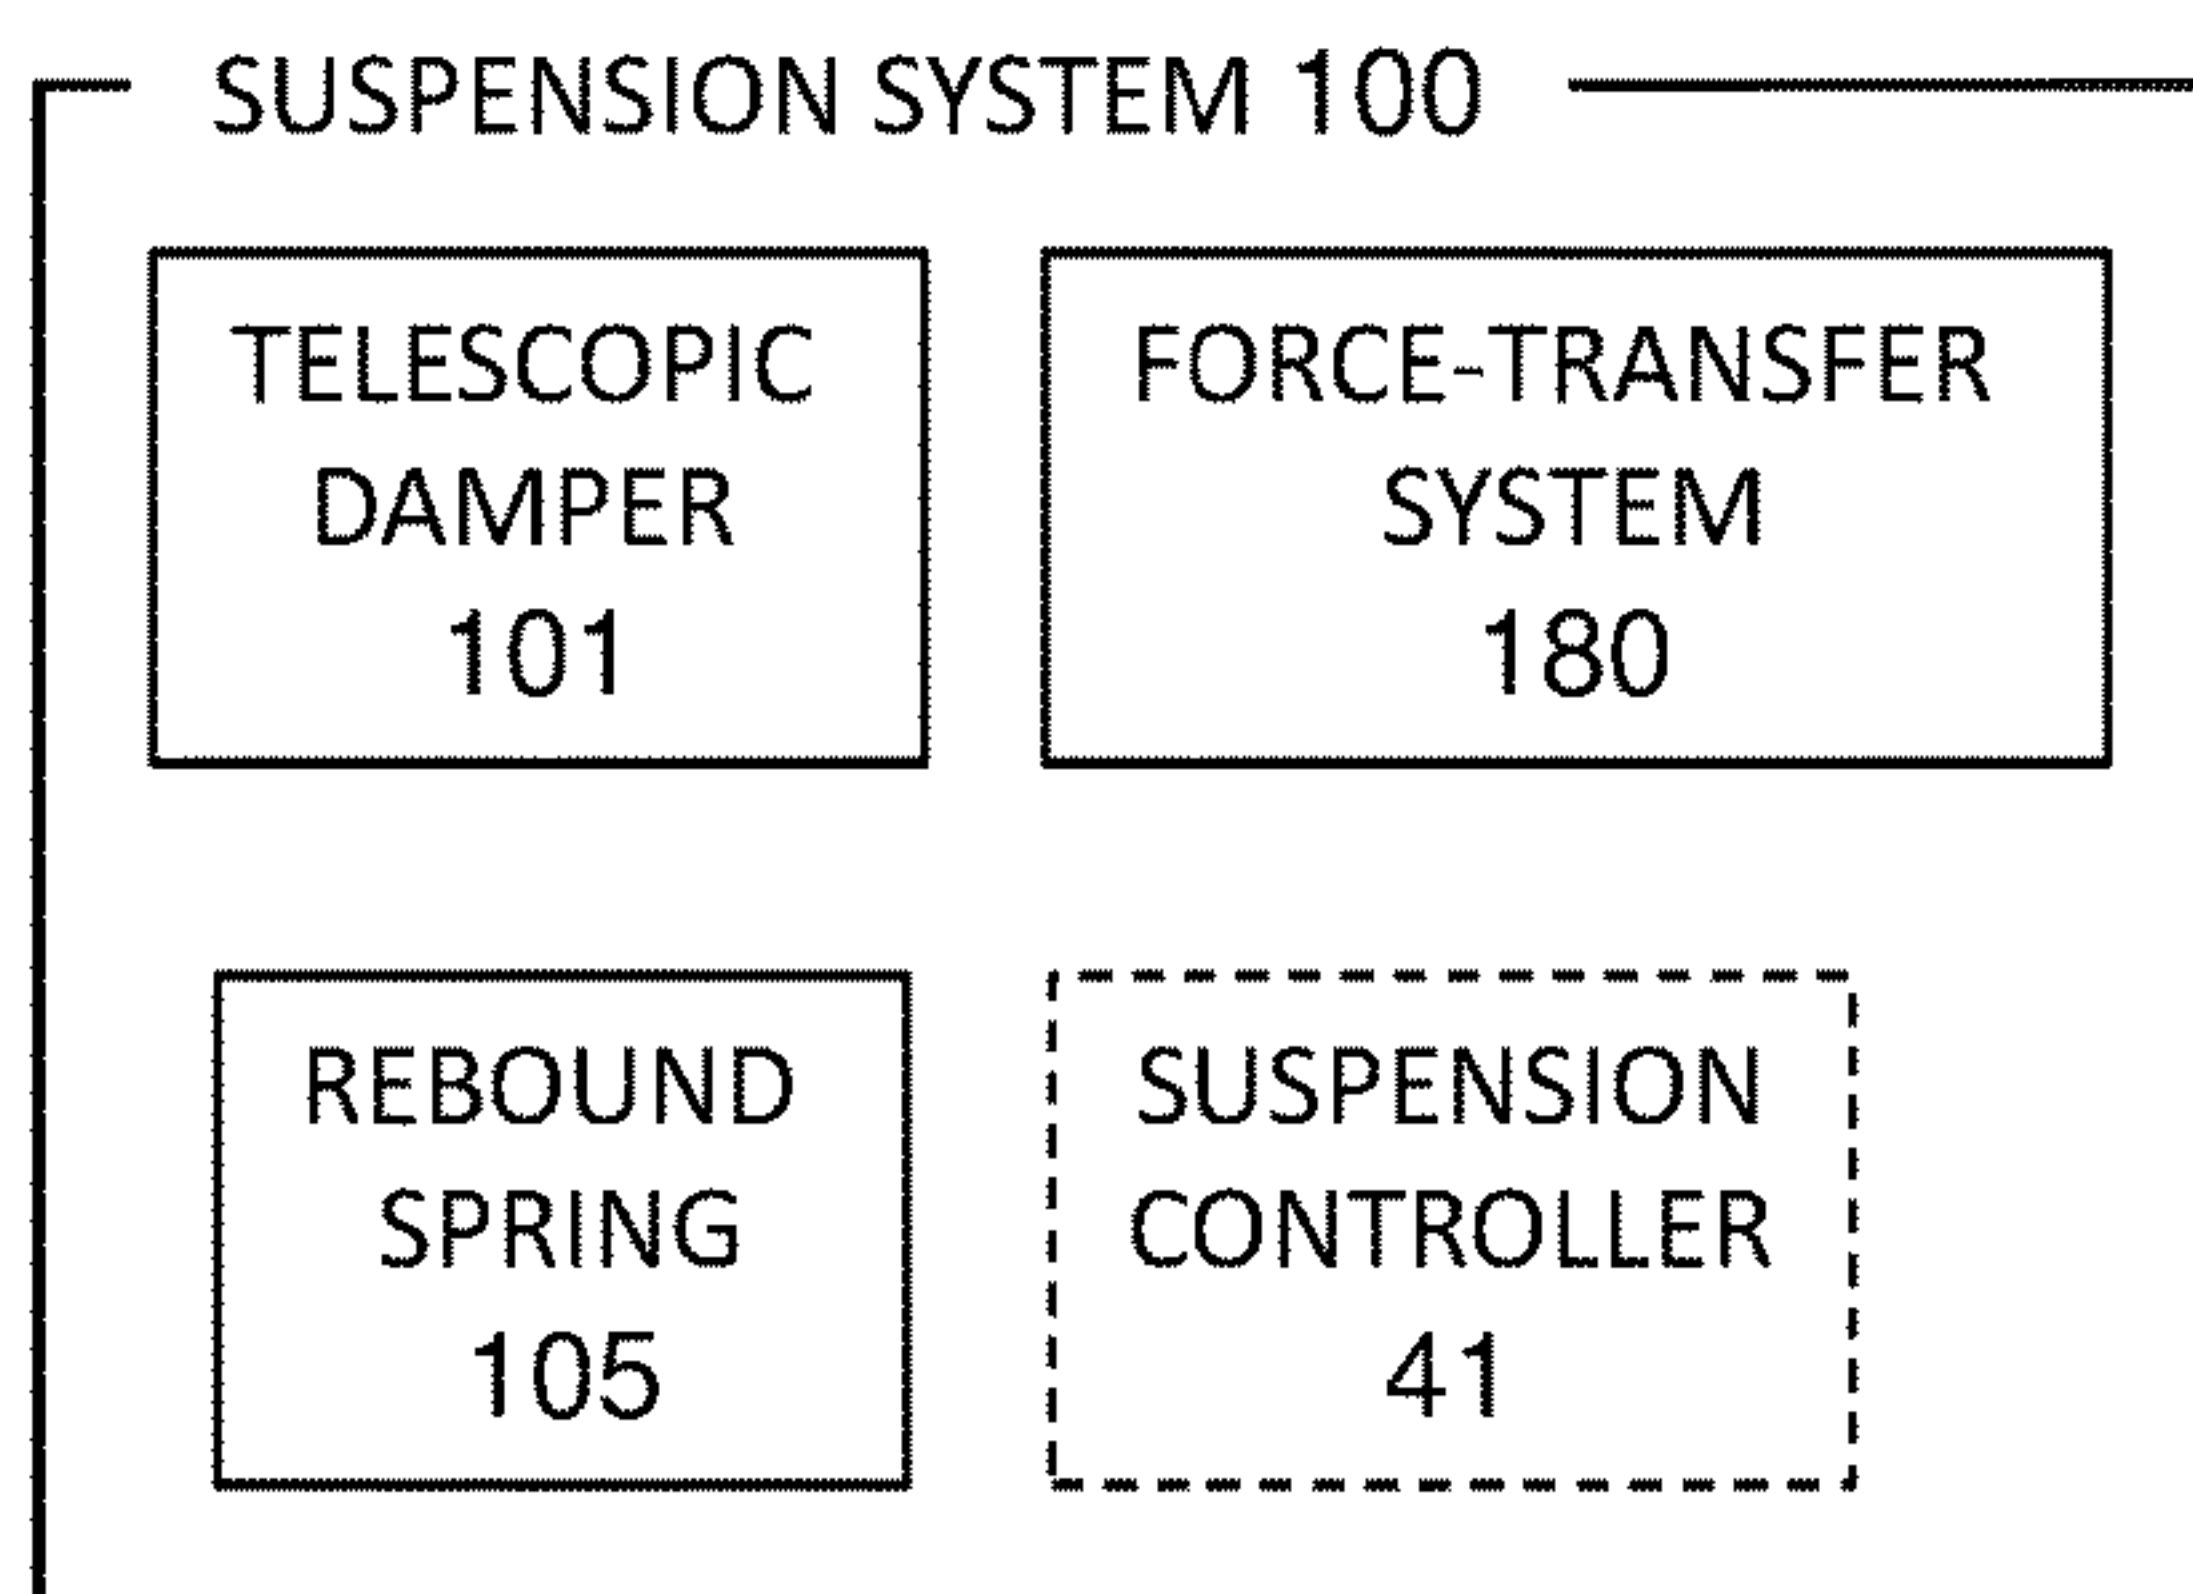 SUSPENSION SYSTEM 100
TELESCOPIC
DAMPER
101
FORCE-TRANSFER
SYSTEM
180
REBOUND
SPRING
105
SUSPENSION
CONTROLLER
41